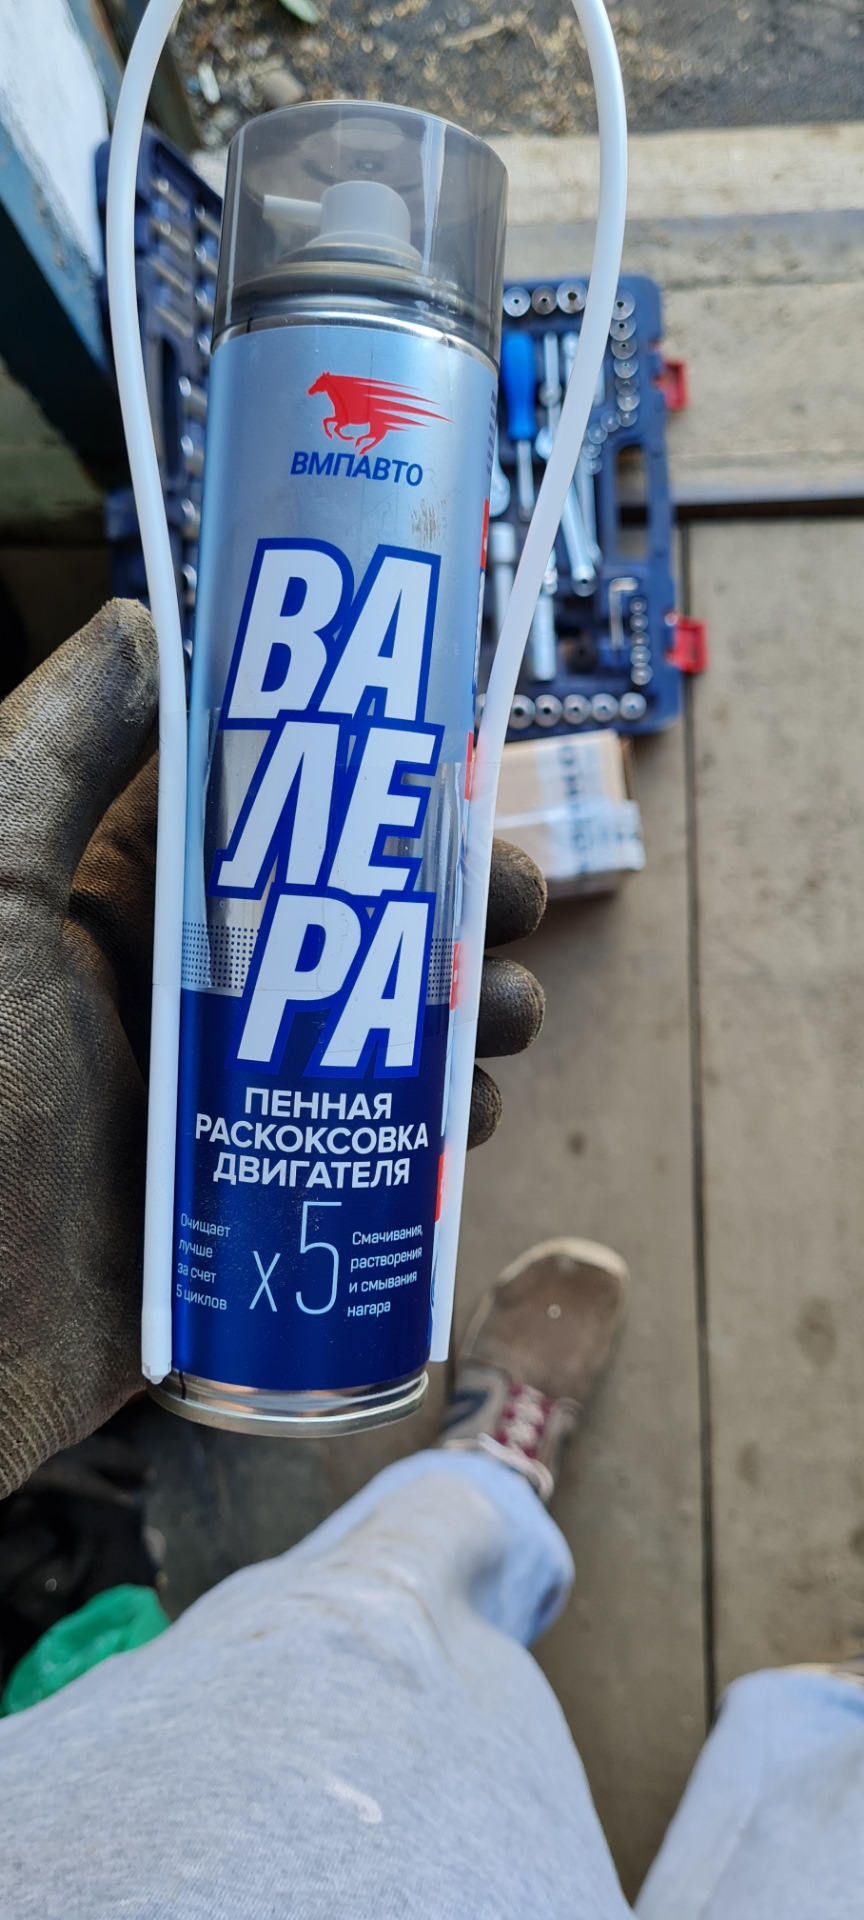 ВМПАВТО
ВА
ЛЕ
РА
ПЕННАЯ
РАСКОКСОВКА
ДВИГАТЕЛЯ
Очищает
лучше
за счет
5 циклов
x5
Смачивания,
растворения
и смывания
нагара